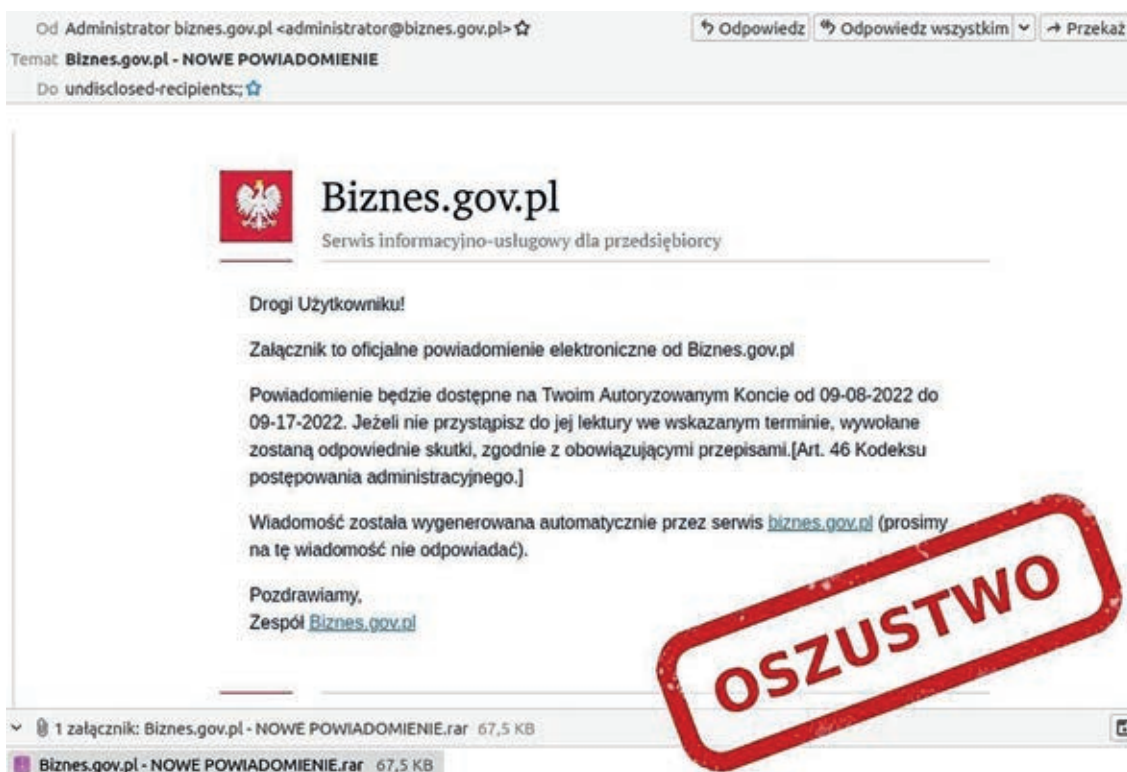 Od Administrator biznes.gov.pl <administrator@biznes.gov.pl>
Odpowiedz Odpowiedz wszystkim Przekaż
Temat Biznes.gov.pl - NOWE POWIADOMIENIE
Do undisclosed-recipients:;
Biznes.gov.pl
Serwis informacyjno-usługowy dla przedsiębiorcy
Drogi Użytkowniku!
Załącznik to oficjalne powiadomienie elektroniczne od Biznes.gov.pl
Powiadomienie będzie dostępne na Twoim Autoryzowanym Koncie od 09-08-2022 do
09-17-2022. Jeżeli nie przystąpisz do jej lektury we wskazanym terminie, wywołane
zostaną odpowiednie skutki, zgodnie z obowiązującymi przepisami.[Art. 46 Kodeksu
postępowania administracyjnego.]
Wiadomość została wygenerowana automatycznie przez serwis biznes.gov.pl (prosimy
na tę wiadomość nie odpowiadać).
Pozdrawiamy,
Zespół Biznes.gov.pl
OSZUSTWO
1 załącznik: Biznes.gov.pl - NOWE POWIADOMIENIE.rar 67,5 KB
Biznes.gov.pl - NOWE POWIADOMIENIE.rar 67,5 KB